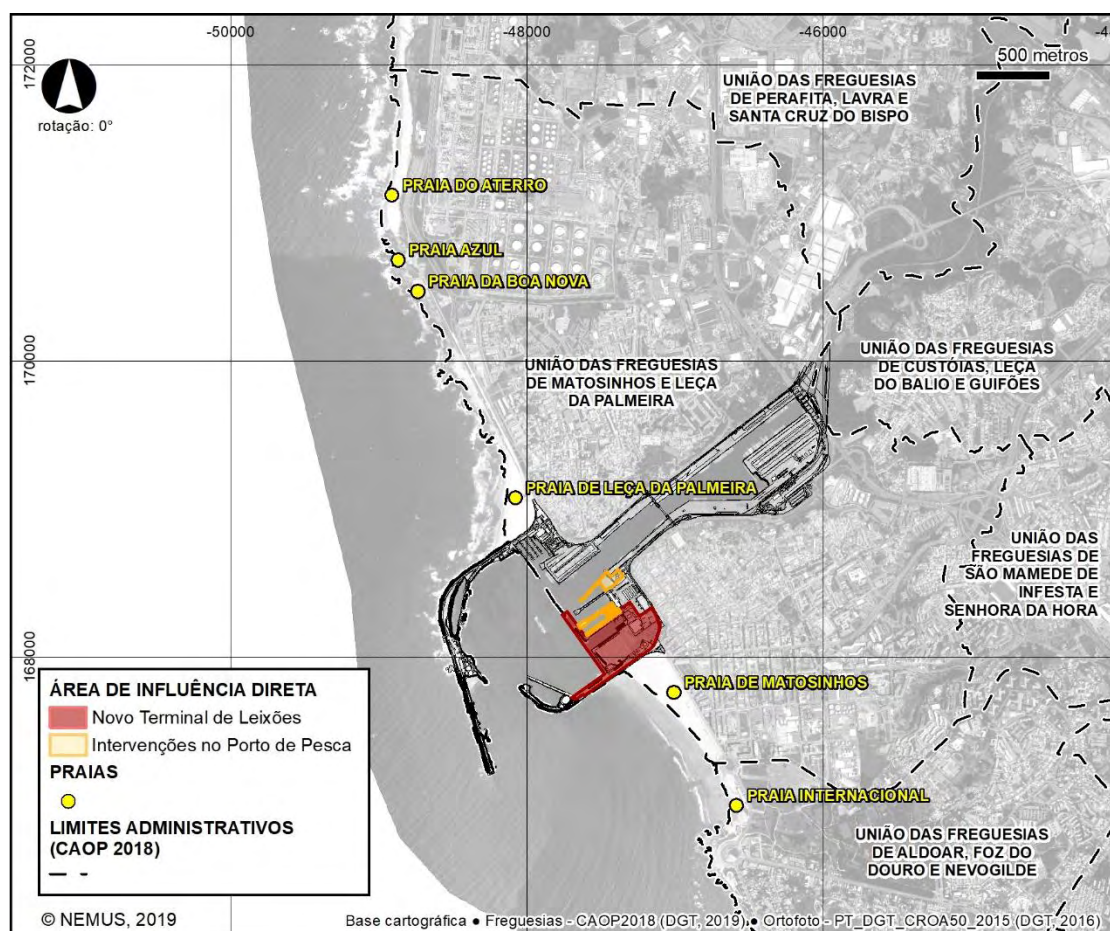 -50000
-48000
-46000
172000
170000
168000
rotação: 0°
500 metros
UNIÃO DAS FREGUESIAS
DE PERAFITA, LAVRA E
SANTA CRUZ DO BISPO
PRAIA DO ATERRO
PRAIA AZUL
PRAIA DA BOA NOVA
UNIÃO DAS FREGUESIAS
DE MATOSINHOS E LEÇA
DA PALMEIRA
UNIÃO DAS FREGUESIAS
DE CUSTÓIAS, LEÇA
DO BALIO E GUIFÕES
PRAIA DE LEÇA DA PALMEIRA
UNIÃO DAS
FREGUESIAS DE
SÃO MAMEDE DE
INFESTA E
SENHORA DA HORA
PRAIA DE MATOSINHOS
PRAIA INTERNACIONAL
UNIÃO DAS FREGUESIAS
DE ALDOAR, FOZ DO
DOURO E NEVOGILDE
ÁREA DE INFLUÊNCIA DIRETA
Novo Terminal de Leixões
Intervenções no Porto de Pesca
PRAIAS
LIMITES ADMINISTRATIVOS
(CAOP 2018)
© NEMUS, 2019
Base cartográfica ● Freguesias - CAOP2018 (DGT, 2019) ● Ortofoto - PT_DGT_CROA50_2015 (DGT, 2016)